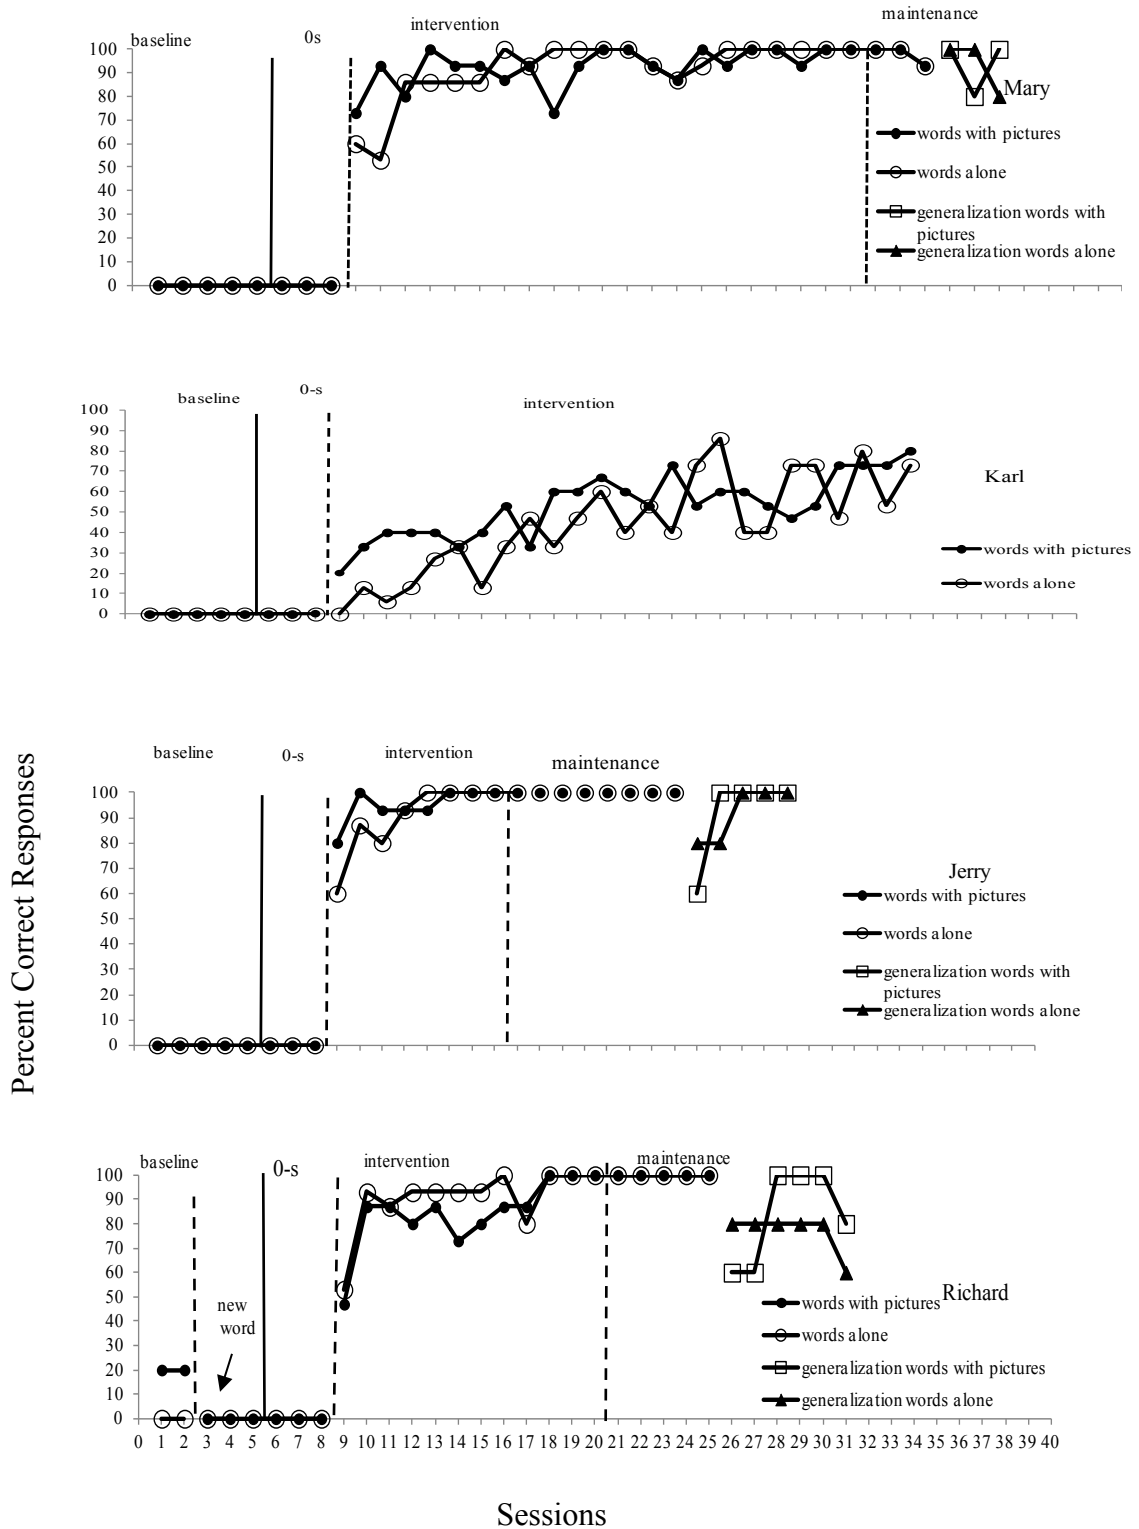 baseline
0s
intervention
maintenance
100
90
80
70
60
50
40
30
20
10
0
Mary
words with pictures
words alone
generalization words with
pictures
generalization words alone
baseline
0-s
intervention
100
90
80
70
60
50
40
30
20
10
0
Karl
words with pictures
words alone
baseline
0-s
intervention
maintenance
100
90
80
70
60
50
40
30
20
10
0
Jerry
words with pictures
words alone
generalization words with
pictures
generalization words alone
Percent Correct Responses
baseline
0-s
intervention
maintenance
100
90
80
70
60
50
40
30
20
10
0
new
word
Richard
words with pictures
words alone
generalization words with pictures
generalization words alone
0 1 2 3 4 5 6 7 8 9 10 11 12 13 14 15 16 17 18 19 20 21 22 23 24 25 26 27 28 29 30 31 32 33 34 35 36 37 38 39 40
Sessions